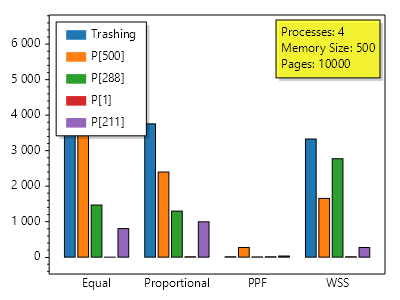 Trashing
P[500]
P[288]
P[1]
P[211]
Processes: 4
Memory Size: 500
Pages: 10000
6 000
5 000
4 000
3 000
2 000
1 000
0
Equal Proportional PPF WSS